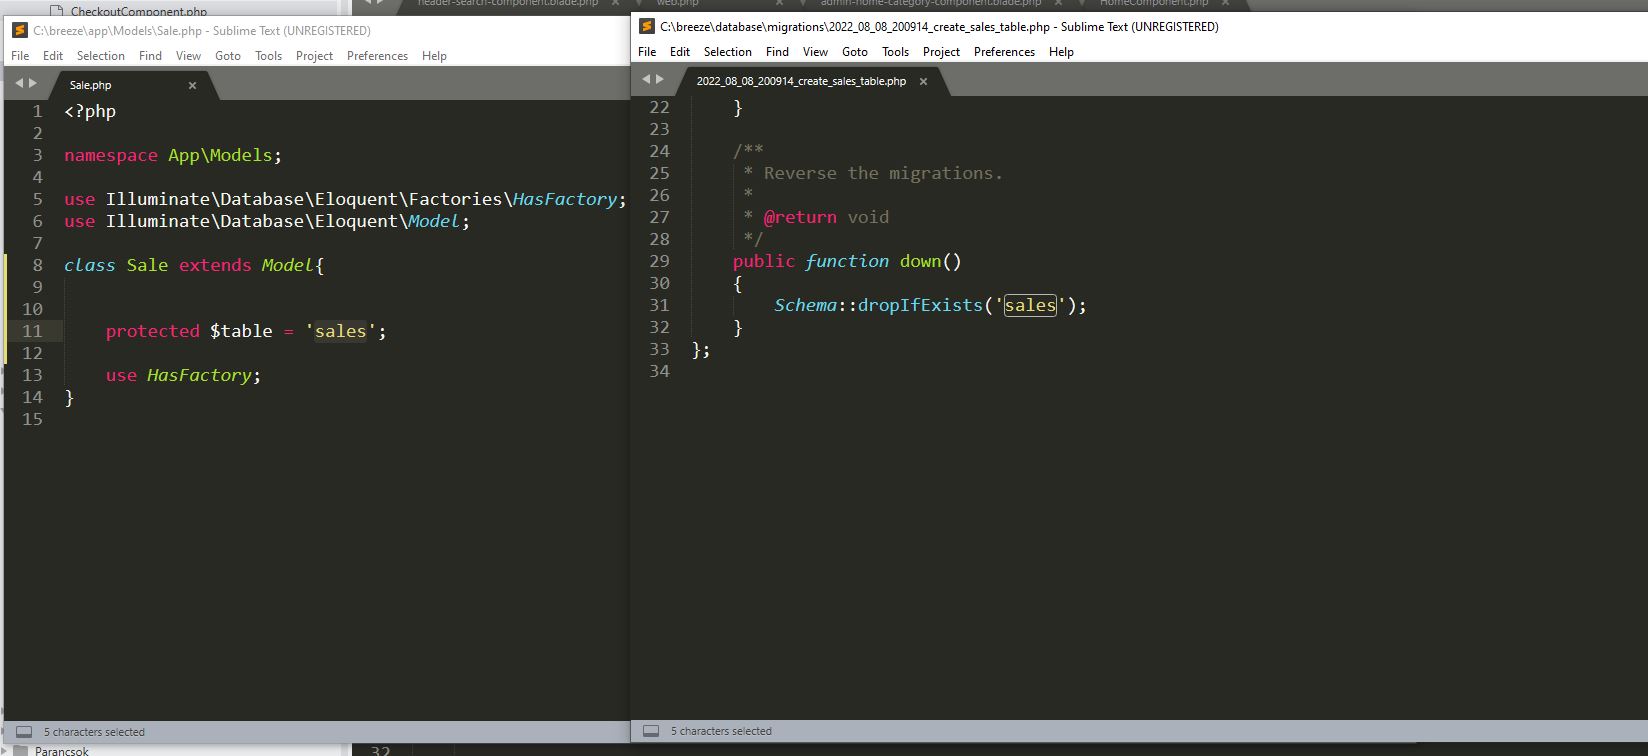 CheckoutComponent.php
header-search-component.blade.php
web.php
admin-home-category-component.blade.php
HomeComponent.php
C:\breeze\app\Models\Sale.php - Sublime Text (UNREGISTERED)
File Edit Selection Find View Goto Tools Project Preferences Help
Sale.php
1 <?php
2
3 namespace App\Models;
4
5 use Illuminate\Database\Eloquent\Factories\HasFactory;
6 use Illuminate\Database\Eloquent\Model;
7
8 class Sale extends Model{
9
10
11 protected $table = 'sales';
12
13 use HasFactory;
14 }
15
5 characters selected
Parancsok
32
C:\breeze\database\migrations\2022_08_08_200914_create_sales_table.php - Sublime Text (UNREGISTERED)
File Edit Selection Find View Goto Tools Project Preferences Help
2022_08_08_200914_create_sales_table.php
22 }
23
24 /**
25 * Reverse the migrations.
26 *
27 * @return void
28 */
29 public function down()
30 {
31 Schema::dropIfExists('sales');
32 }
33 };
34
5 characters selected